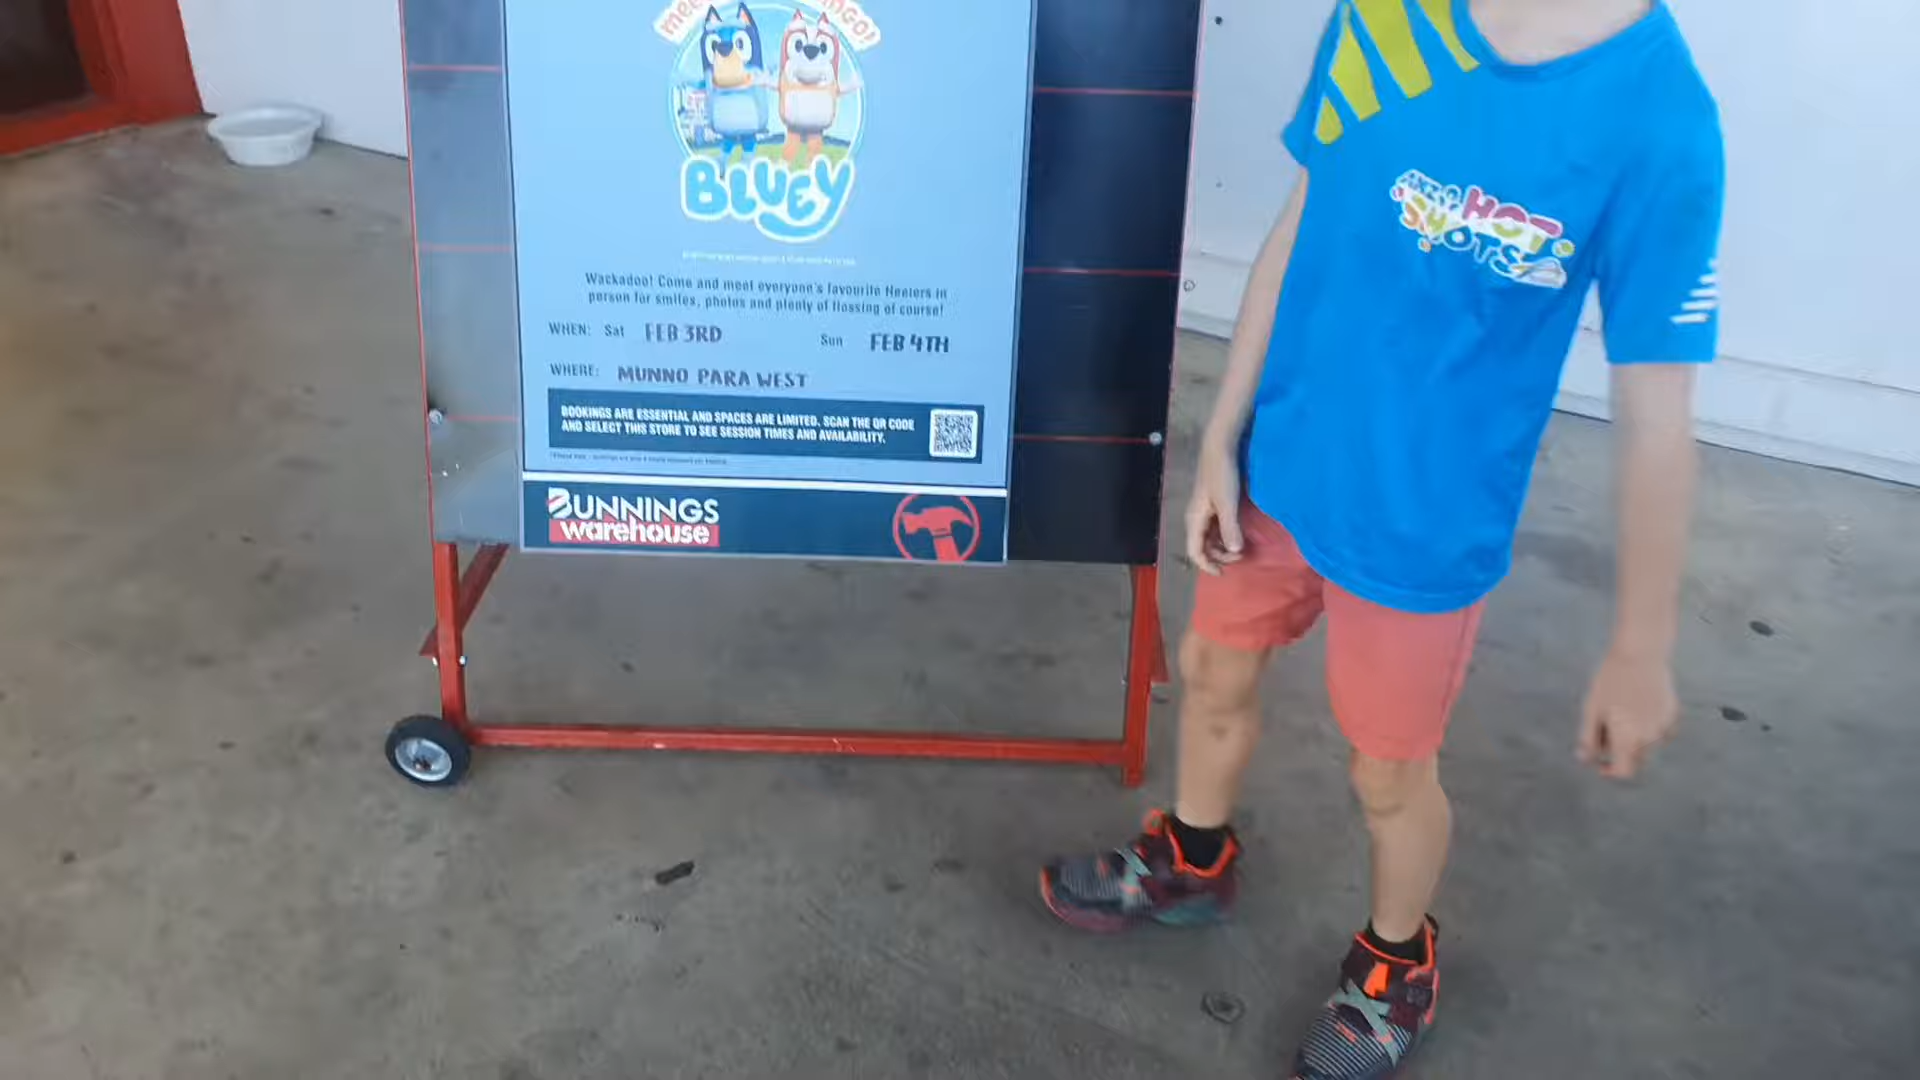 BLUEY
Wackadoo! Come and meet everyone's favourite Heelers in
person for smiles, photos and plenty of flossing of course!
WHEN: Sat FEB 3RD Sun FEB 4TH
WHERE: MUNNO PARA WEST
BOOKINGS ARE ESSENTIAL AND SPACES ARE LIMITED. SCAN THE QR CODE
AND SELECT THIS STORE TO SEE SESSION TIMES AND AVAILABILITY.
BUNNINGS
warehouse
HOT
SHOTS